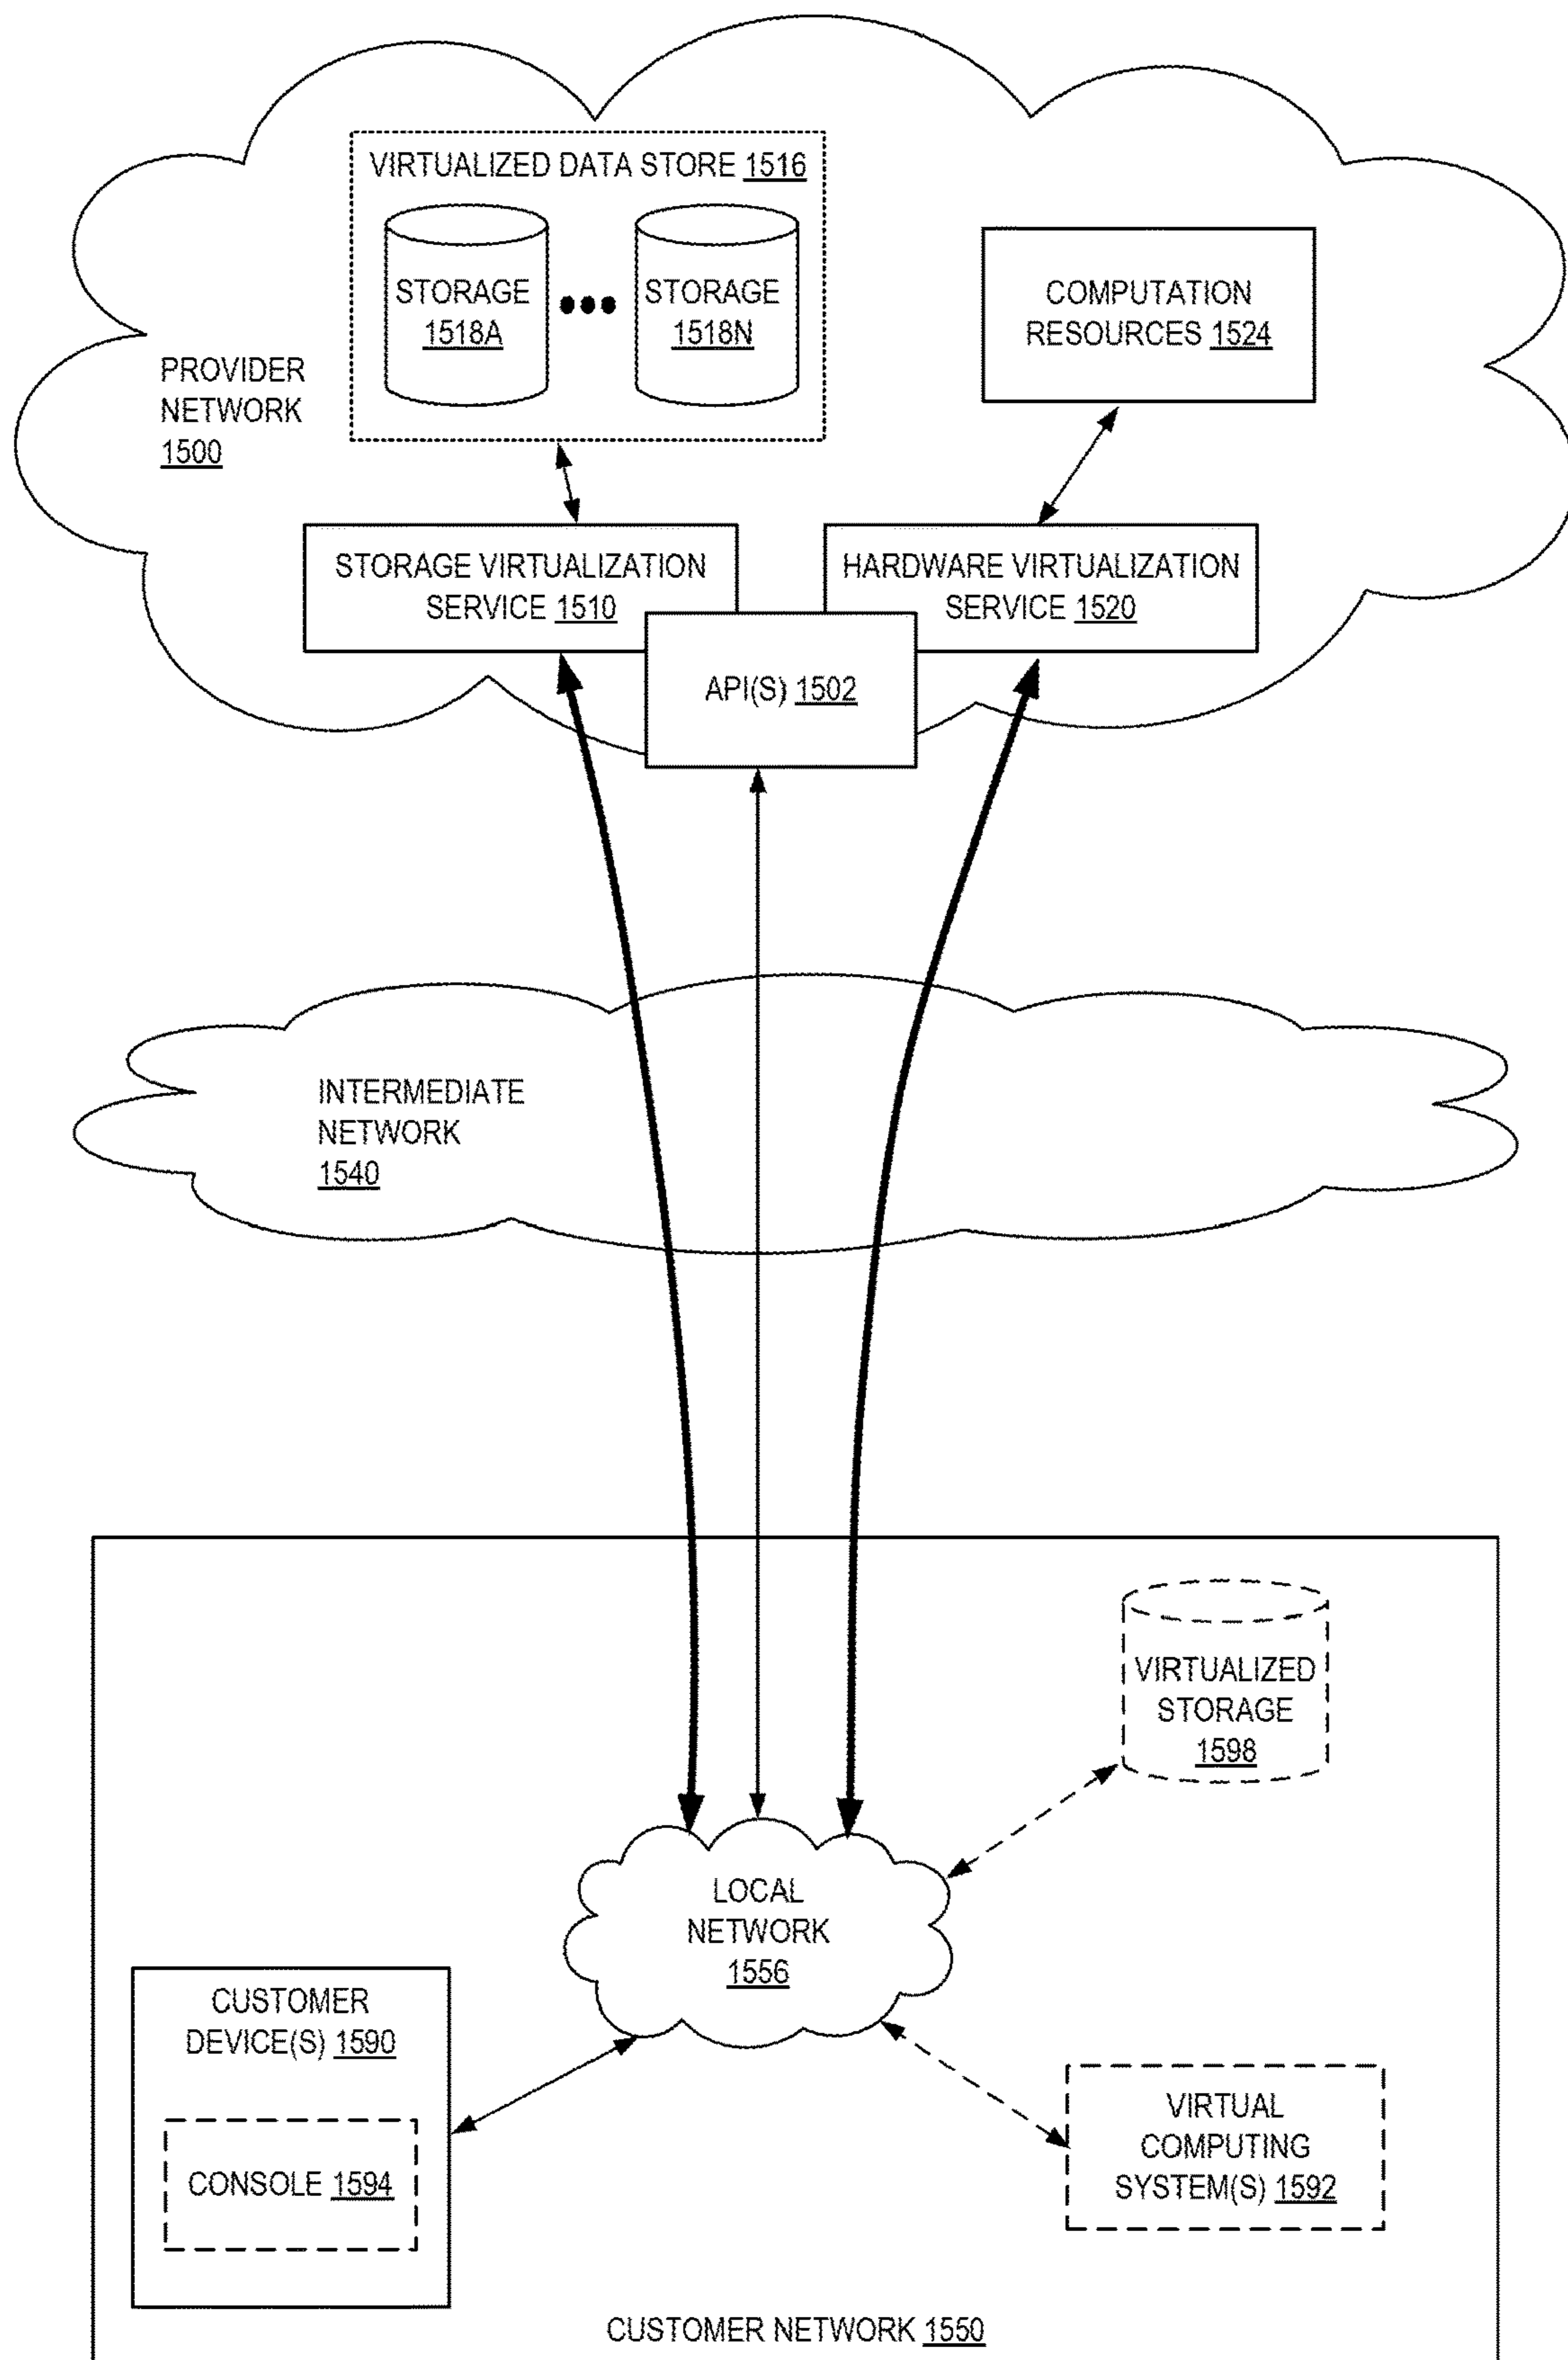 VIRTUALIZED DATA STORE 1516
STORAGE
1518A
STORAGE
1518N
COMPUTATION
RESOURCES 1524
PROVIDER
NETWORK
1500
STORAGE VIRTUALIZATION
SERVICE 1510
HARDWARE VIRTUALIZATION
SERVICE 1520
API(S) 1502
INTERMEDIATE
NETWORK
1540
VIRTUALIZED
STORAGE
1598
LOCAL
NETWORK
1556
CUSTOMER
DEVICE(S) 1590
CONSOLE 1594
VIRTUAL
COMPUTING
SYSTEM(S) 1592
CUSTOMER NETWORK 1550